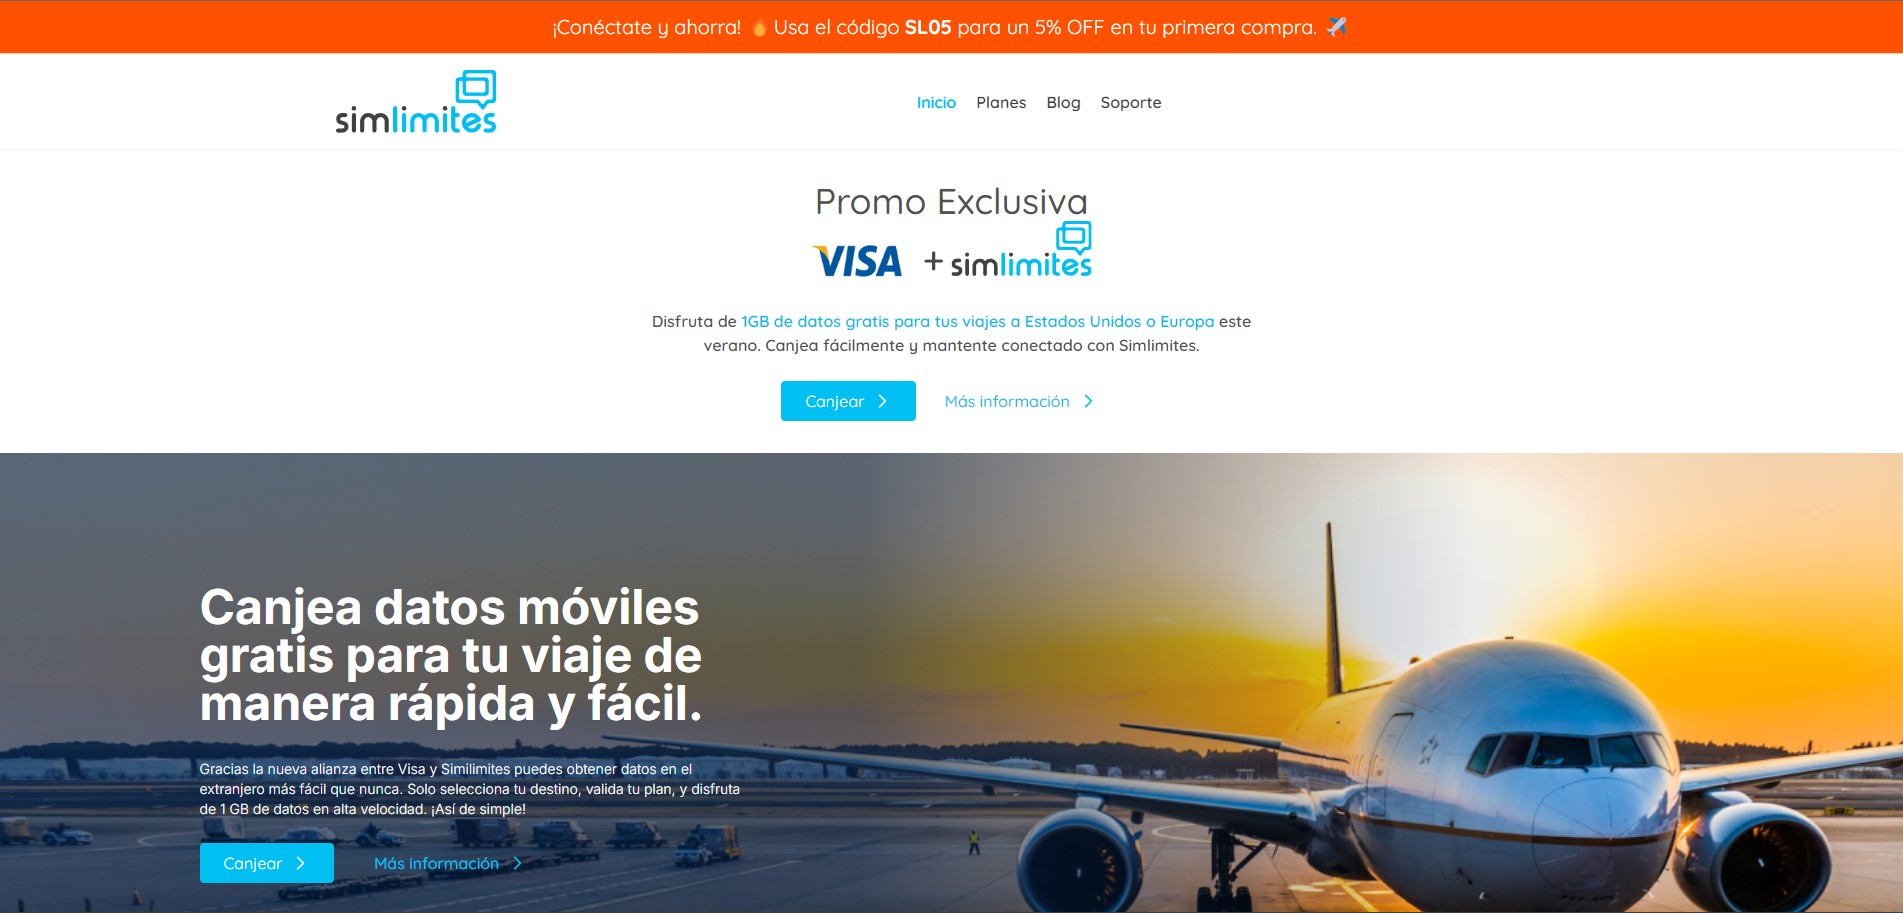 ¡Conéctate y ahorra! 🔥 Usa el código SL05 para un 5% OFF en tu primera compra. ✈️
simlimites
Inicio Planes Blog Soporte
Promo Exclusiva
VISA + simlimites
Disfruta de 1GB de datos gratis para tus viajes a Estados Unidos o Europa este
verano. Canjea fácilmente y mantente conectado con Simlimites.
Canjear Más información
Canjea datos móviles
gratis para tu viaje de
manera rápida y fácil.
Gracias la nueva alianza entre Visa y Similimites puedes obtener datos en el
extranjero más fácil que nunca. Solo selecciona tu destino, valida tu plan, y disfruta
de 1 GB de datos en alta velocidad. ¡Así de simple!
Canjear Más información